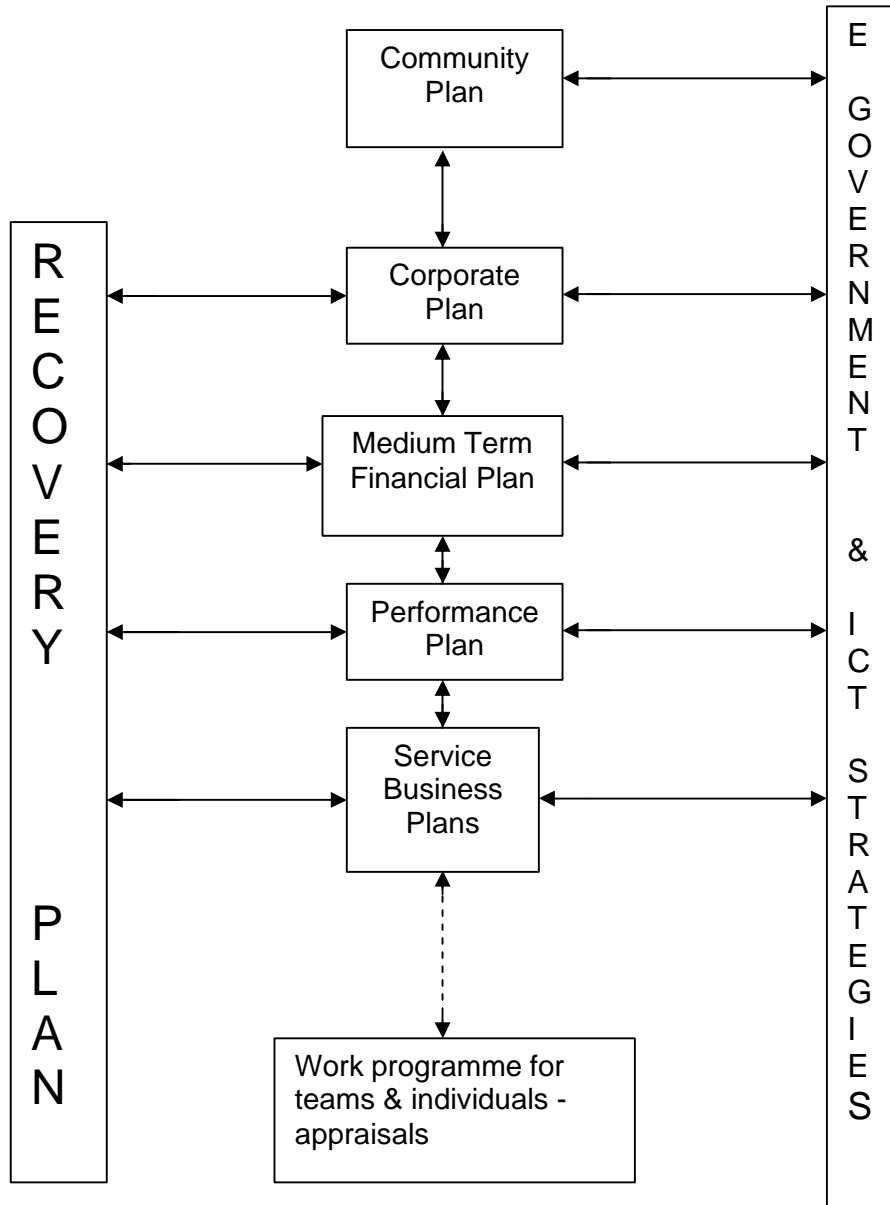 Community
Plan
Corporate
Plan
Medium Term
Financial Plan
Performance
Plan
Service
Business
Plans
Work programme for
teams & individuals -
appraisals
RECOVERY PLAN
E GOVERNMENT & ICT STRATEGIES